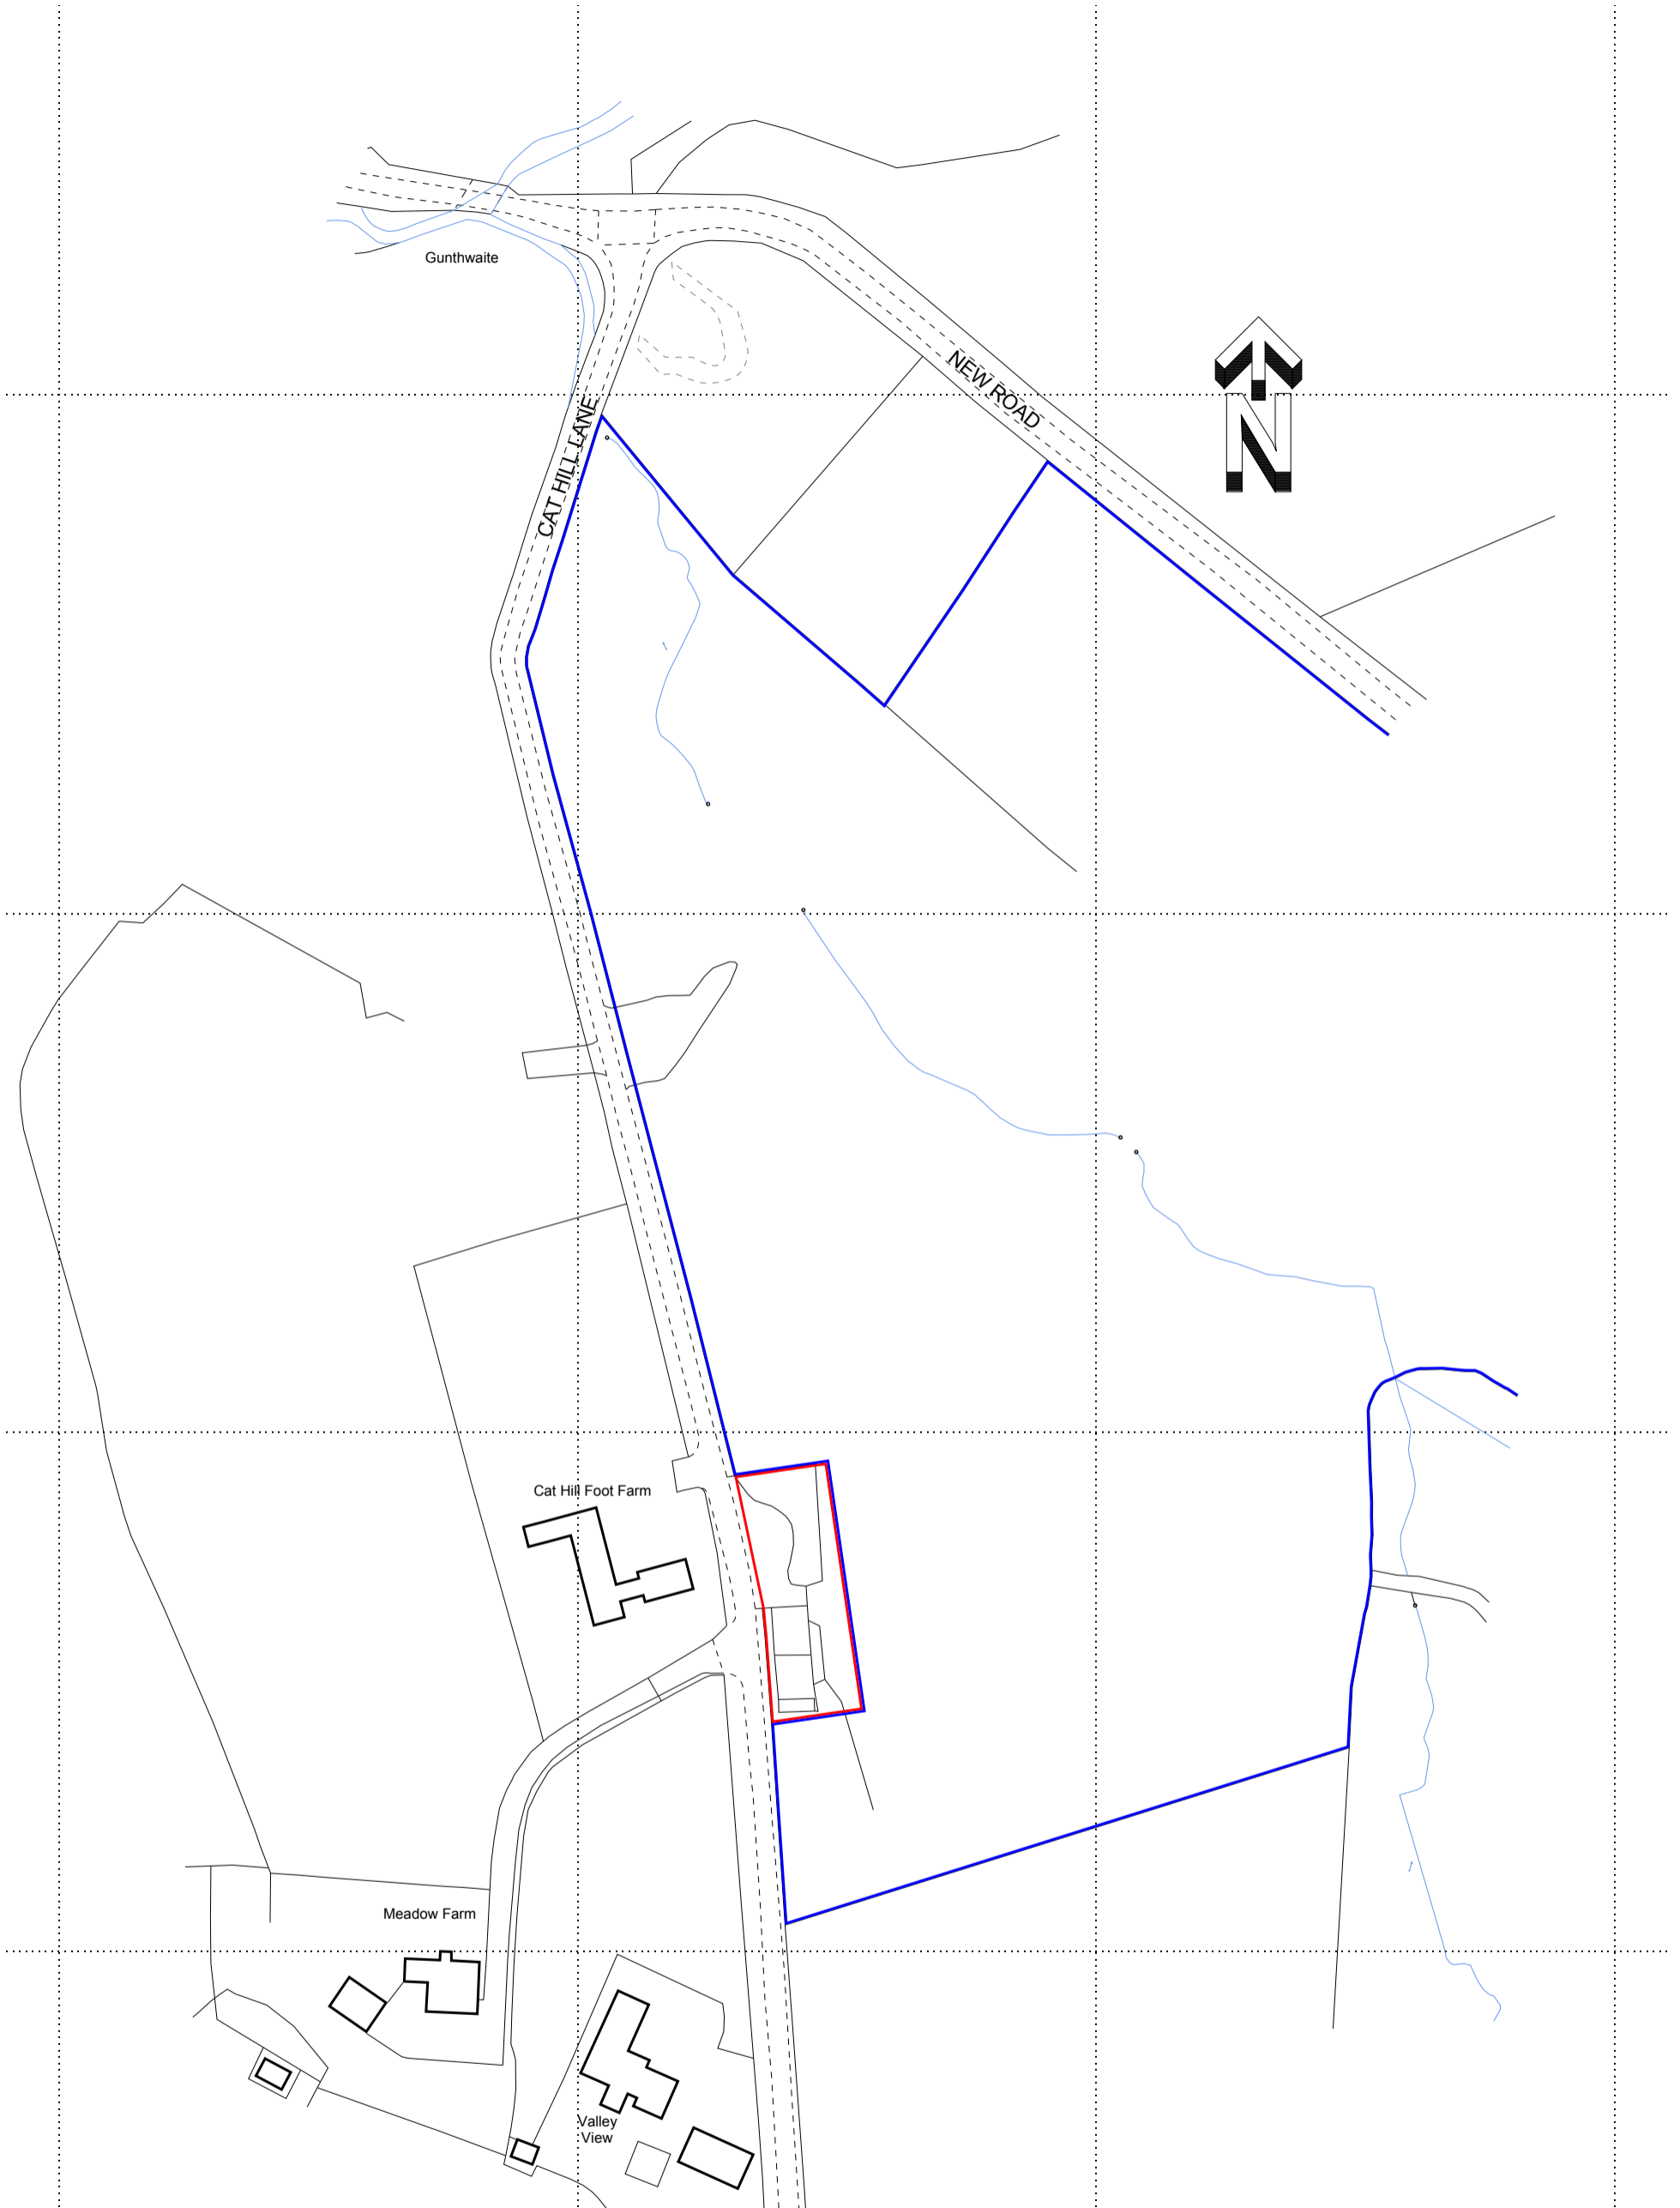 Gunthwaite
NEW ROAD
CAT HILL LANE
N
Cat Hill Foot Farm
Meadow Farm
Valley
View